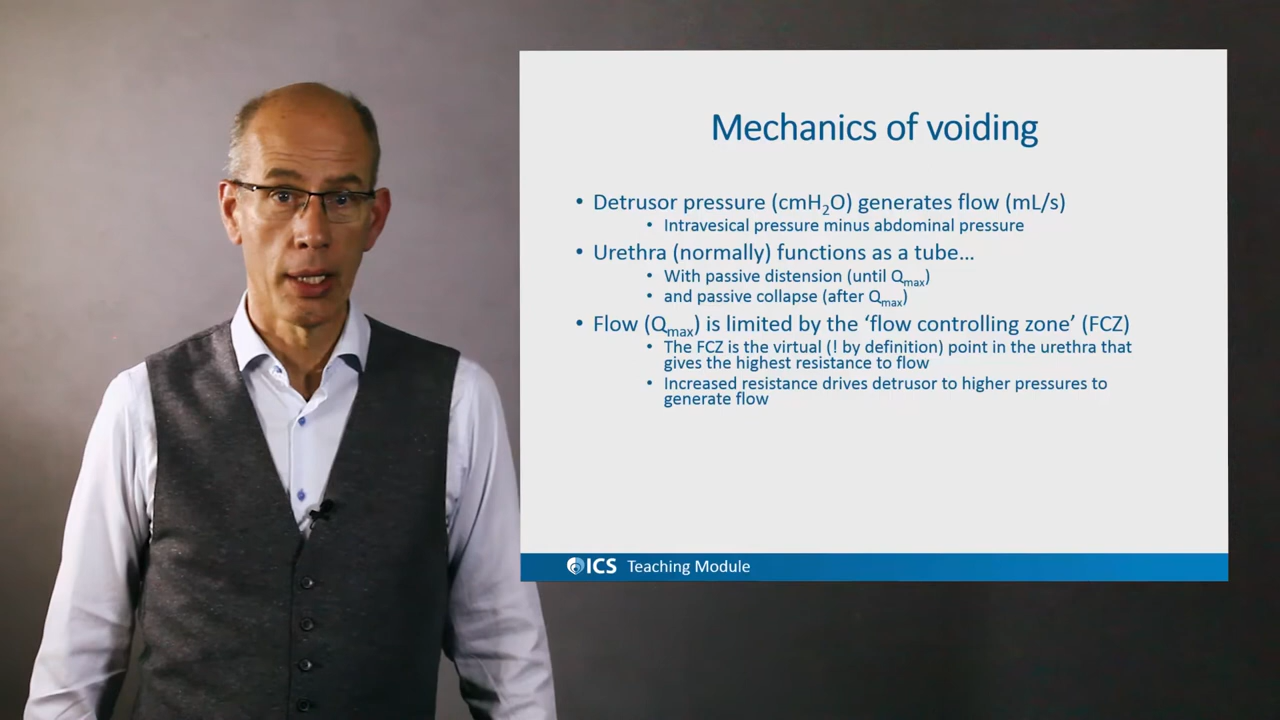 Mechanics of voiding
• Detrusor pressure (cmH₂O) generates flow (mL/s)
• Intravesical pressure minus abdominal pressure
• Urethra (normally) functions as a tube…
• With passive distension (until Qmax)
• and passive collapse (after Qmax)
• Flow (Qmax) is limited by the ‘flow controlling zone’ (FCZ)
• The FCZ is the virtual (! by definition) point in the urethra that
gives the highest resistance to flow
• Increased resistance drives detrusor to higher pressures to
generate flow
ICS Teaching Module